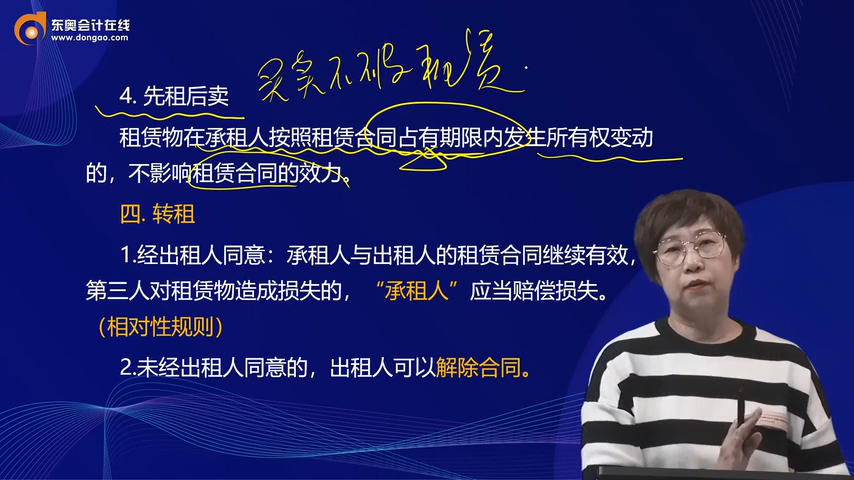 东奥会计在线
www.dongao.com
买卖不破租赁.
4. 先租后卖
租赁物在承租人按照租赁合同占有期限内发生所有权变动
的，不影响租赁合同的效力。
四. 转租
1.经出租人同意：承租人与出租人的租赁合同继续有效，
第三人对租赁物造成损失的，“承租人”应当赔偿损失。
（相对性规则）
2.未经出租人同意的，出租人可以解除合同。